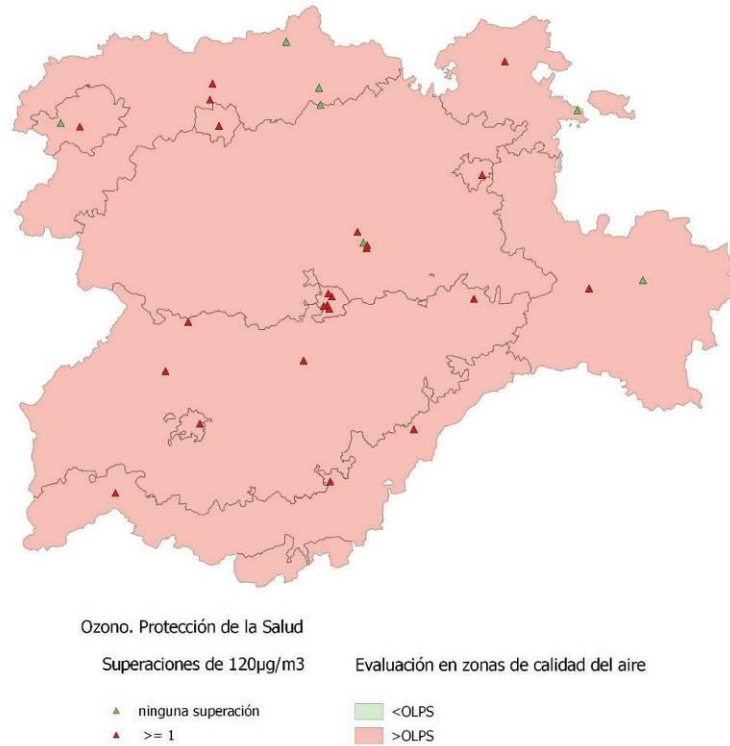 Ozono. Protección de la Salud
Superaciones de 120µg/m3
ninguna superación
>= 1
Evaluación en zonas de calidad del aire
<OLPS
>OLPS